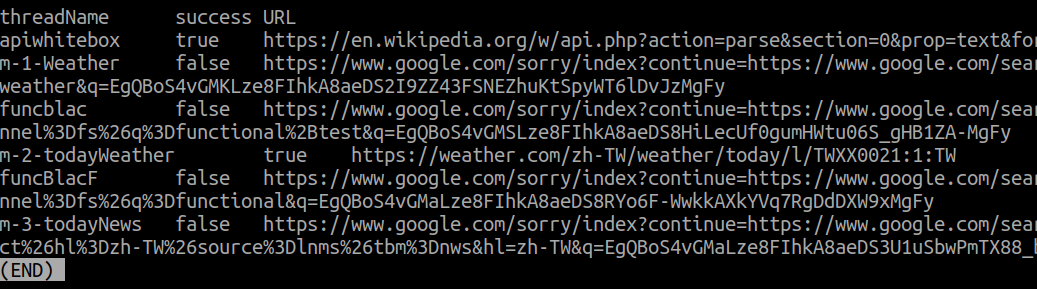 threadName success URL
apiwhitebox true https://en.wikipedia.org/w/api.php?action=parse&section=0&prop=text&for
m-1-Weather false https://www.google.com/sorry/index?continue=https://www.google.com/sear
weather&q=EgQBoS4vGMKLze8FIhkA8aeDS2I9ZZ43FSNEZhuKtSpyWT6lDvJzMgFy
funcblac false https://www.google.com/sorry/index?continue=https://www.google.com/sear
nnel%3Dfs%26q%3Dfunctional%2Btest&q=EgQBoS4vGMSLze8FIhkA8aeDS8HiLecUf0gumHWtu06S_gHB1ZA-MgFy
m-2-todayWeather true https://weather.com/zh-TW/weather/today/l/TWXX0021:1:TW
funcBlacF false https://www.google.com/sorry/index?continue=https://www.google.com/sear
nnel%3Dfs%26q%3Dfunctional&q=EgQBoS4vGMaLze8FIhkA8aeDS8RYo6F-WwkkAXkYVq7RgDdDXW9xMgFy
m-3-todayNews false https://www.google.com/sorry/index?continue=https://www.google.com/sear
ct%26hl%3Dzh-TW%26source%3Dlnms%26tbm%3Dnws&hl=zh-TW&q=EgQBoS4vGMaLze8FIhkA8aeDS3U1uSbwPmTX88_b
(END)